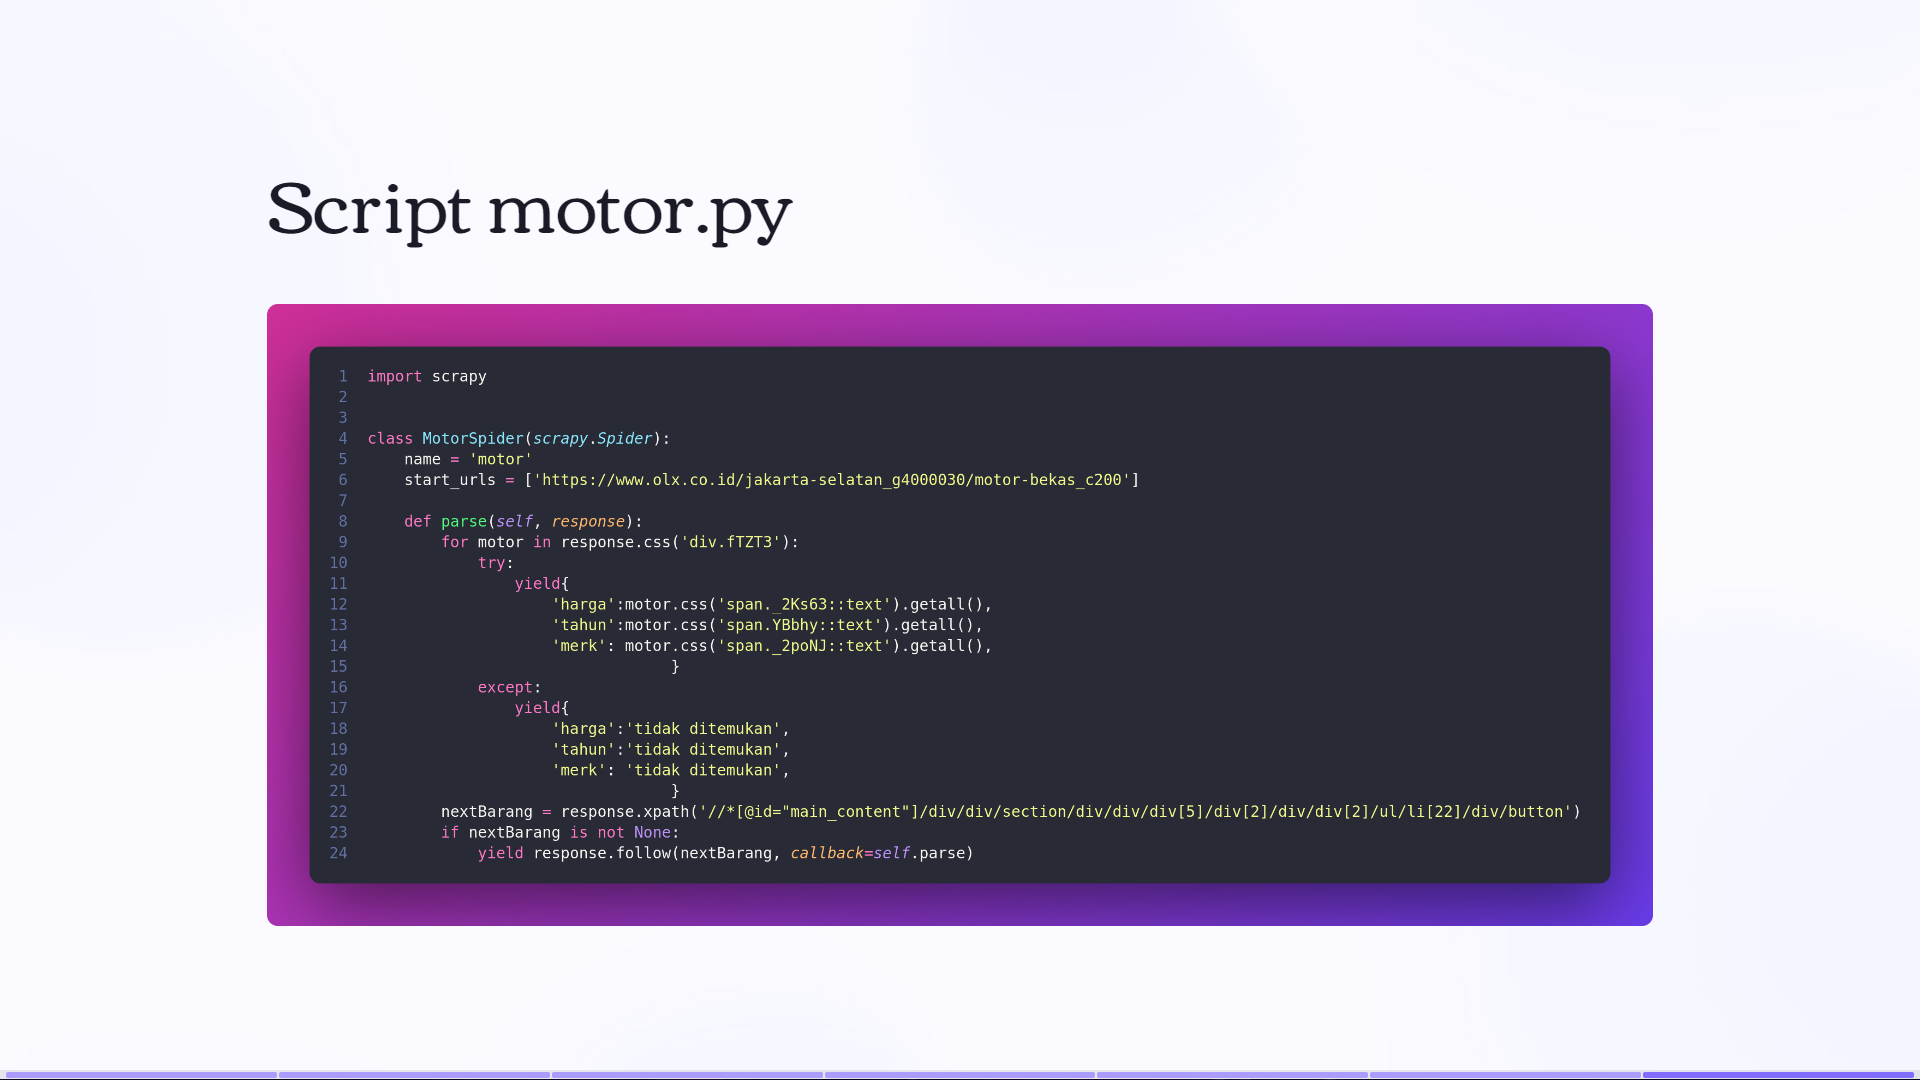 Script motor.py
1 import scrapy
2
3
4 class MotorSpider(scrapy.Spider):
5     name = 'motor'
6     start_urls = ['https://www.olx.co.id/jakarta-selatan_g4000030/motor-bekas_c200']
7
8     def parse(self, response):
9         for motor in response.css('div.fTZT3'):
10             try:
11                 yield{
12                     'harga':motor.css('span._2Ks63::text').getall(),
13                     'tahun':motor.css('span.YBbhy::text').getall(),
14                     'merk': motor.css('span._2poNJ::text').getall(),
15                                  }
16             except:
17                 yield{
18                     'harga':'tidak ditemukan',
19                     'tahun':'tidak ditemukan',
20                     'merk': 'tidak ditemukan',
21                                  }
22         nextBarang = response.xpath('//*[@id="main_content"]/div/div/section/div/div/div[5]/div[2]/div/div[2]/ul/li[22]/div/button')
23         if nextBarang is not None:
24             yield response.follow(nextBarang, callback=self.parse)